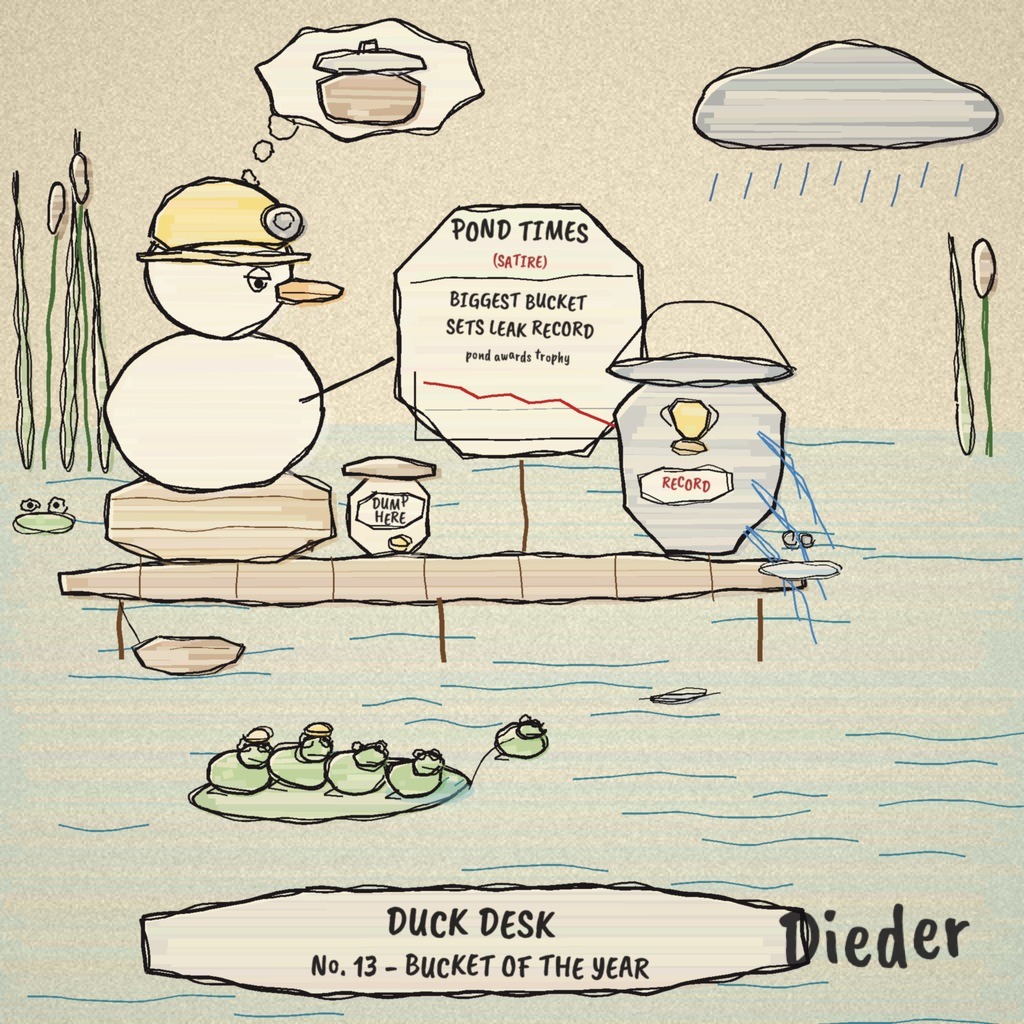 POND TIMES
(SATIRE)
BIGGEST BUCKET
SETS LEAK RECORD
pond awards trophy
RECORD
DUMP
HERE
DUCK DESK
No. 13 - BUCKET OF THE YEAR
Dieder